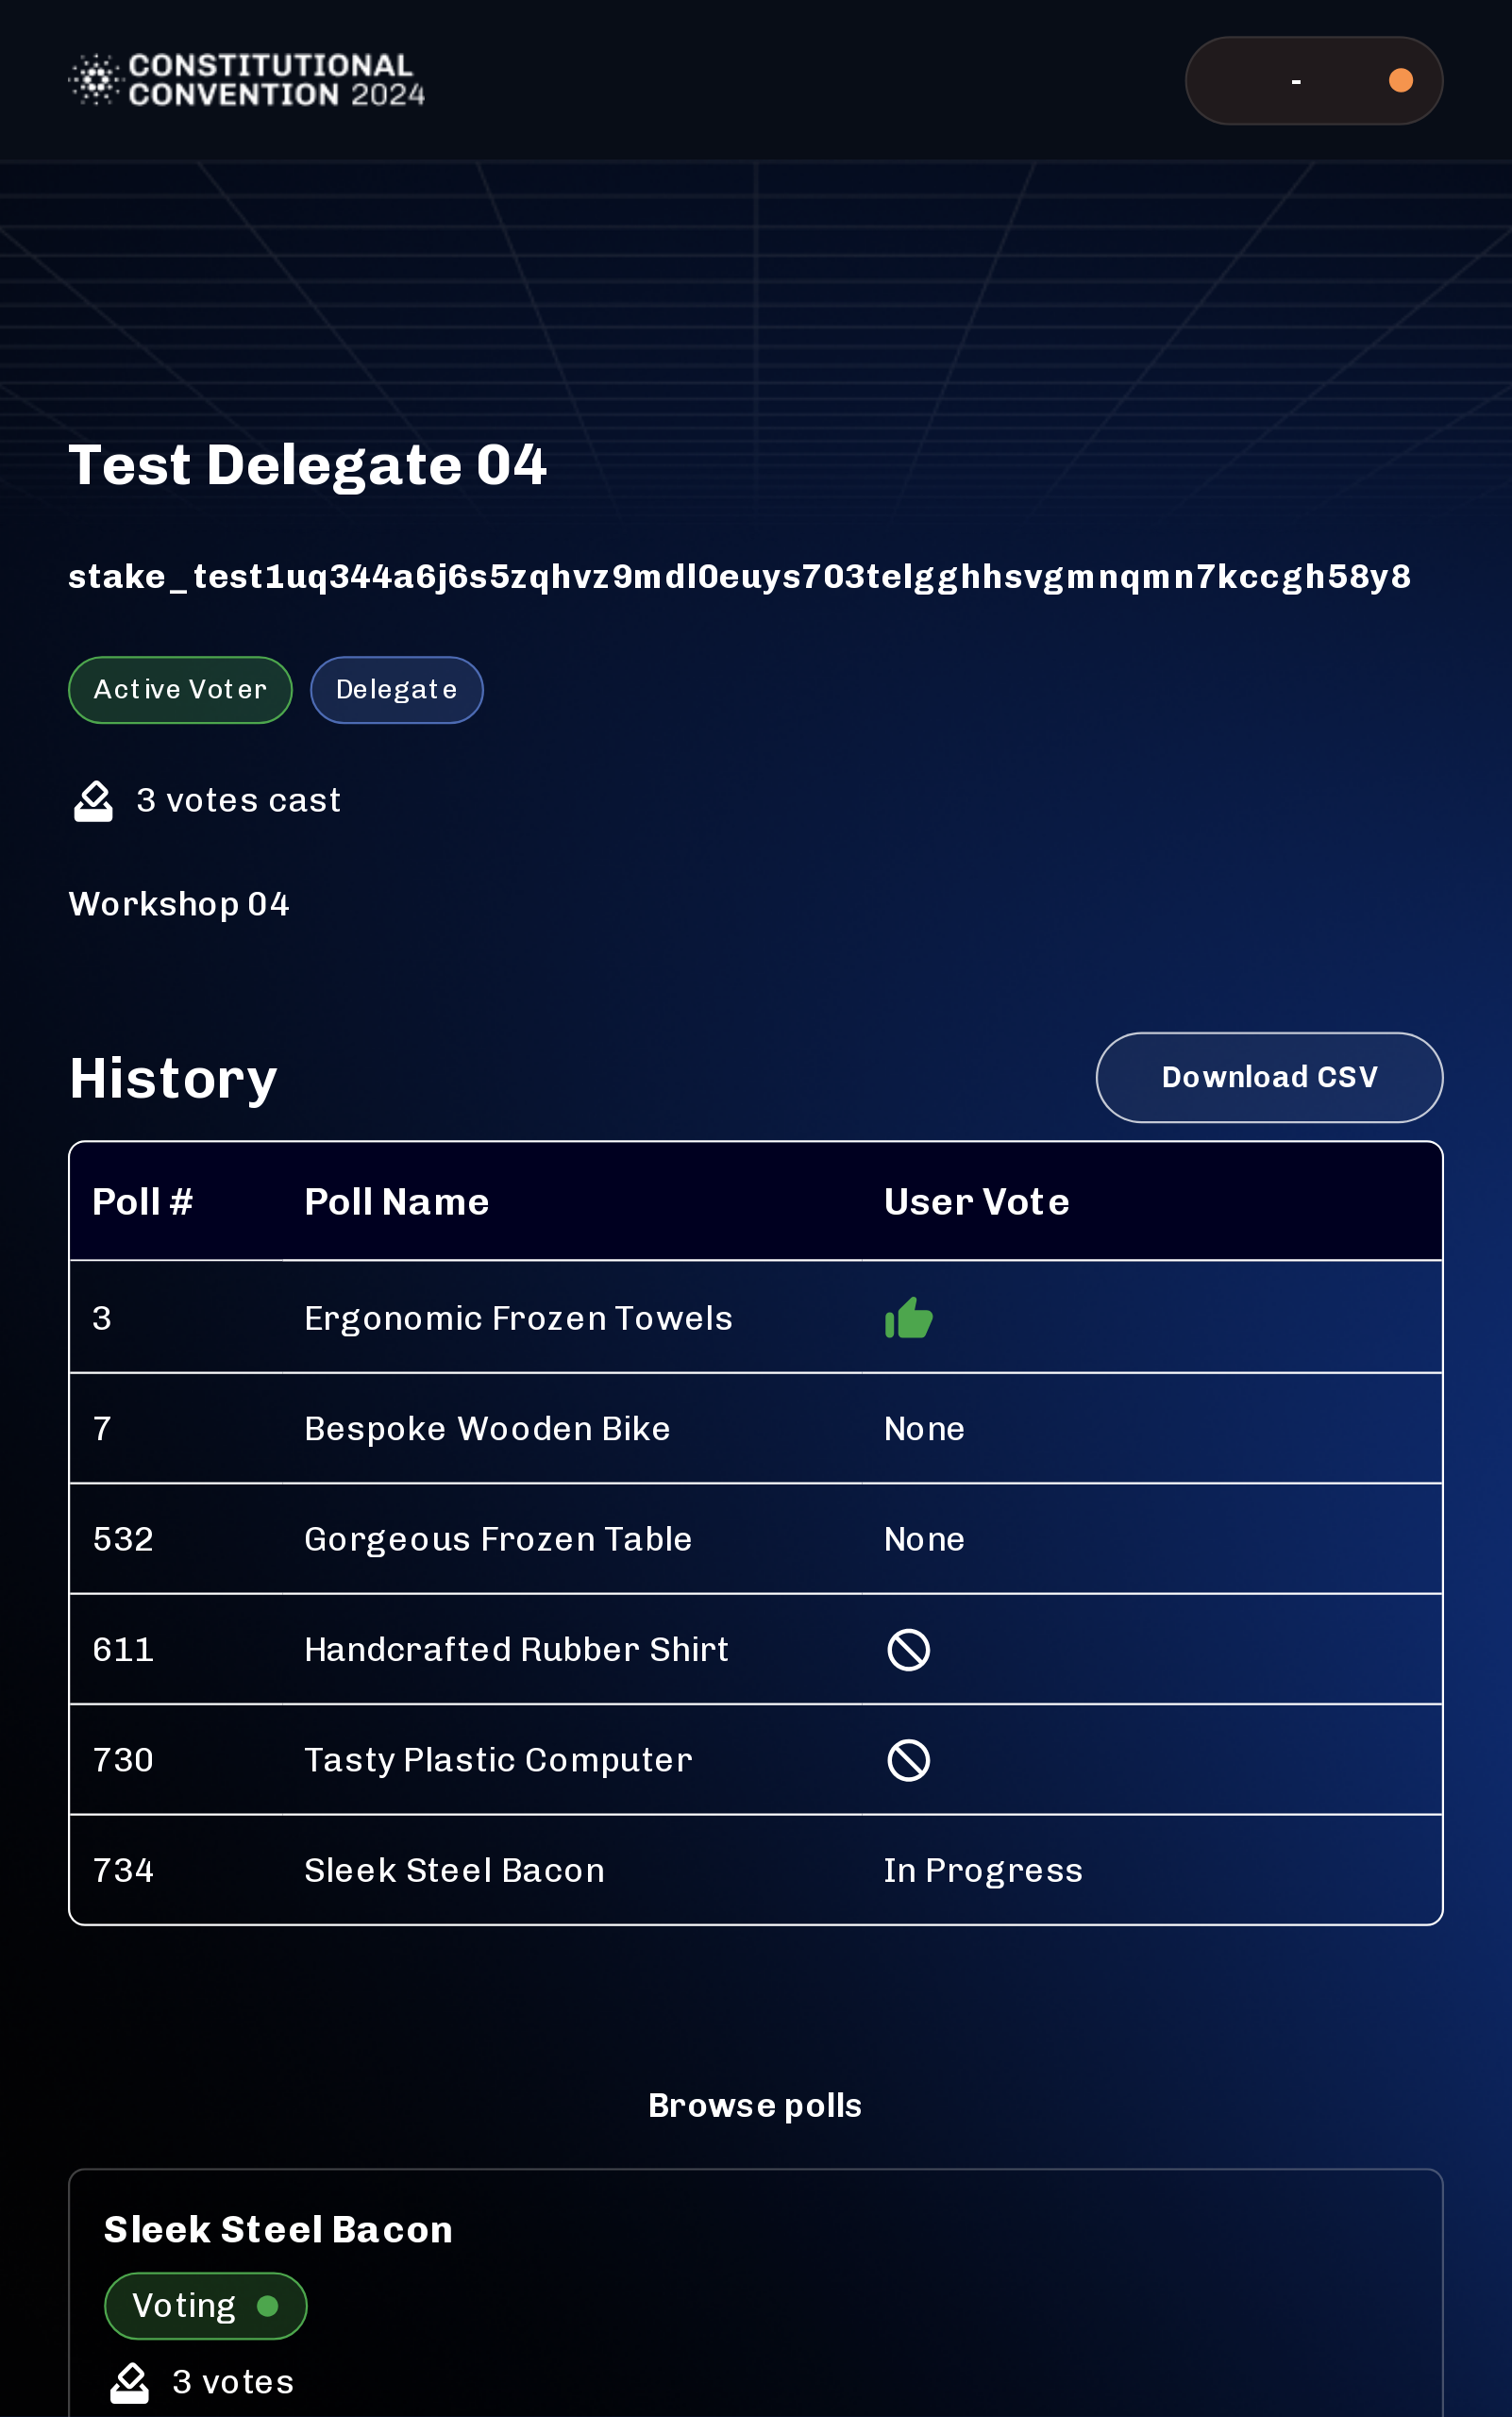 CONSTITUTIONAL
CONVENTION 2024
-
Test Delegate 04
stake_test1uq344a6j6s5zqhvz9mdl0euys703telgghhsvgmnqmn7kccgh58y8
Active Voter Delegate
3 votes cast
Workshop 04
History Download CSV
Poll # Poll Name User Vote
3 Ergonomic Frozen Towels
7 Bespoke Wooden Bike None
532 Gorgeous Frozen Table None
611 Handcrafted Rubber Shirt
730 Tasty Plastic Computer
734 Sleek Steel Bacon In Progress
Browse polls
Sleek Steel Bacon
Voting
3 votes